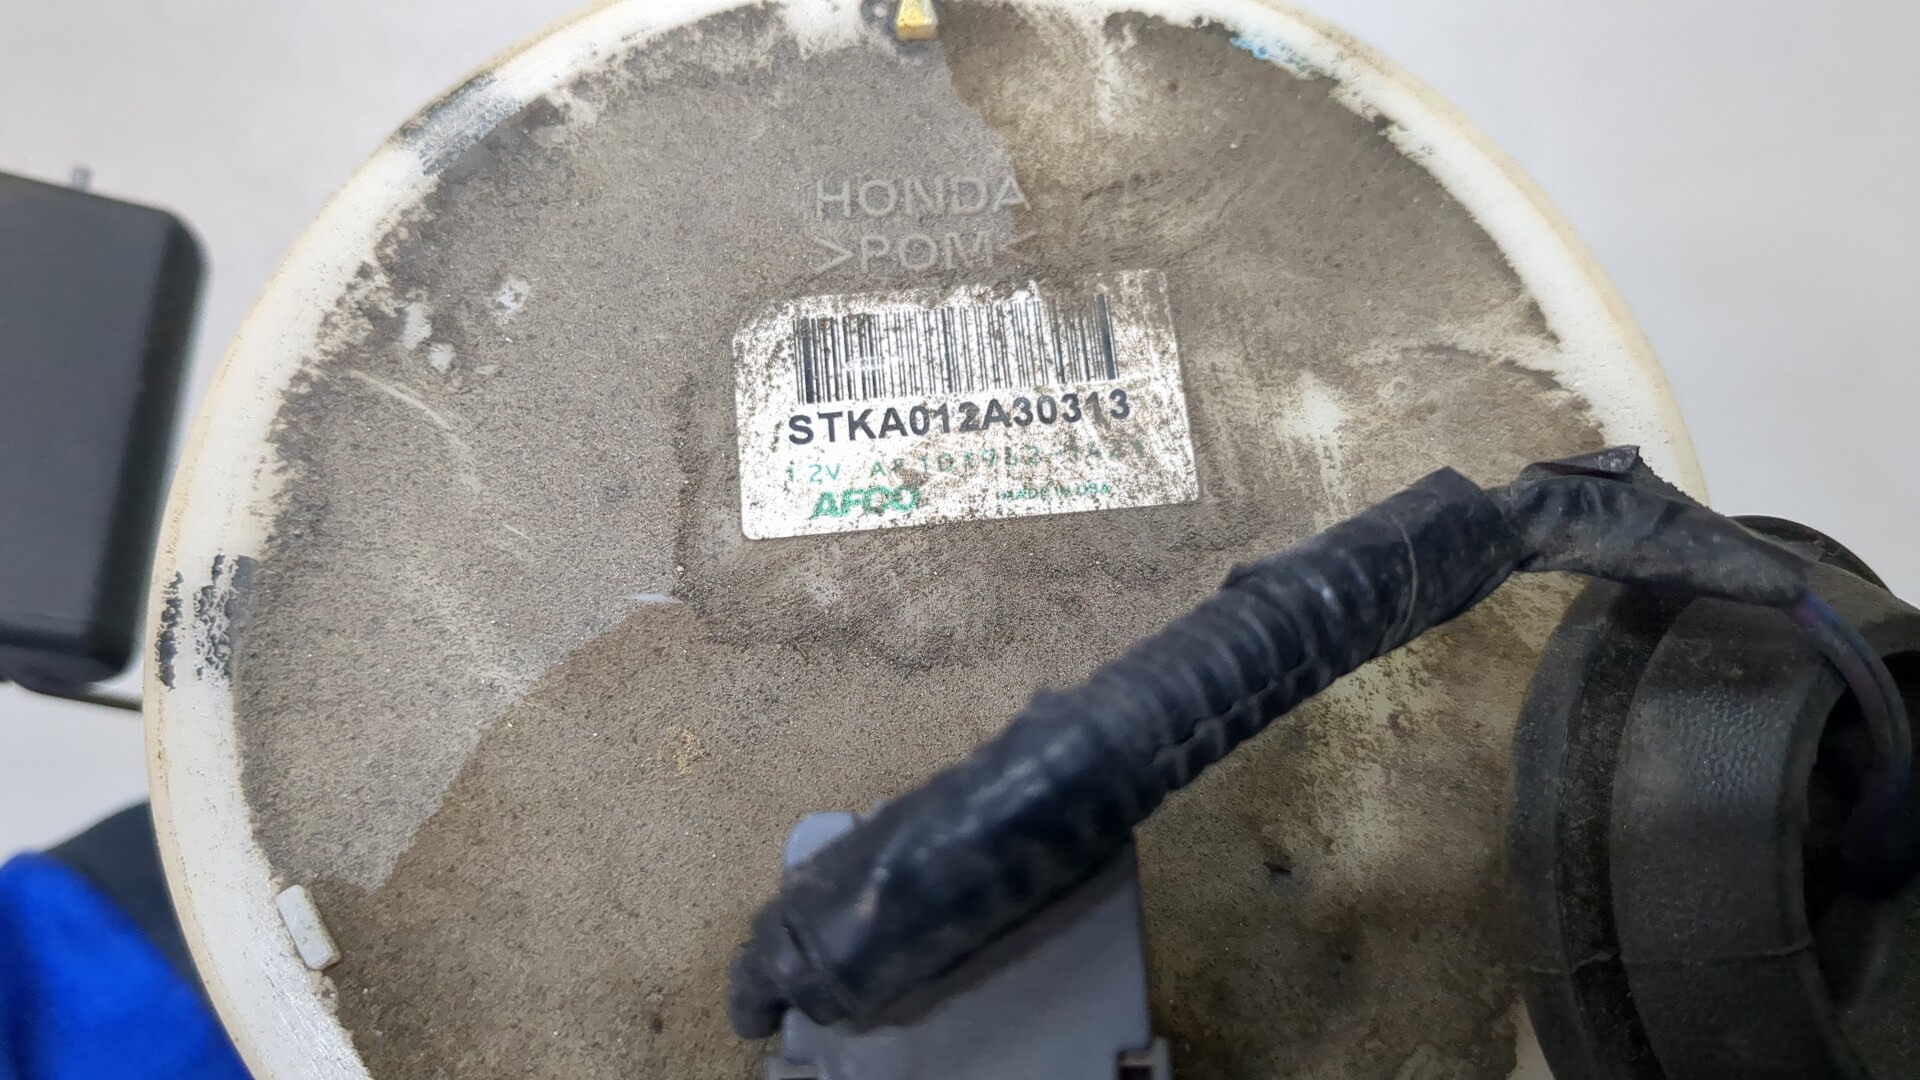 HONDA
>POM<
STKA012A30313
12V
AFCO MADE IN USA